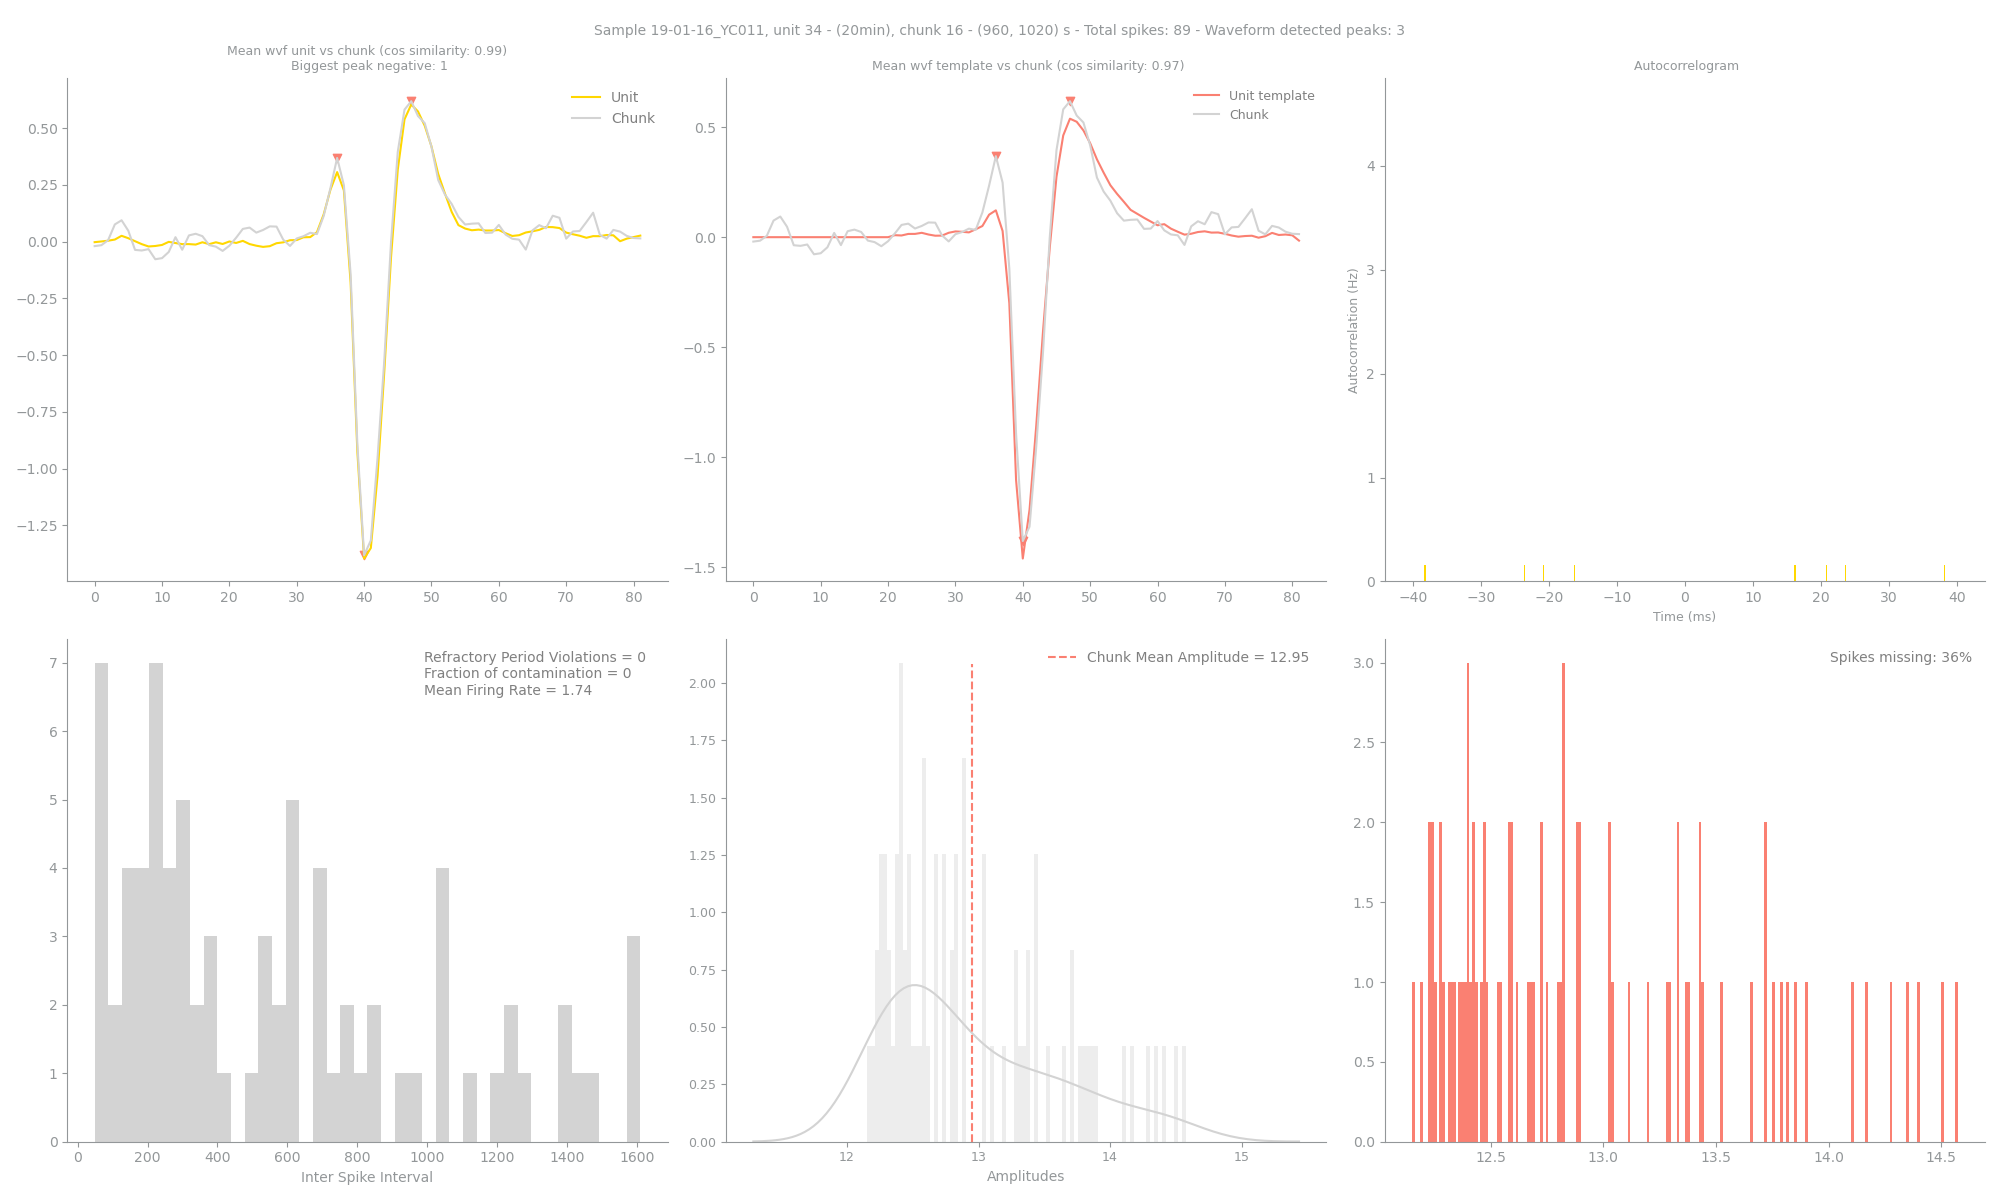 Sample 19-01-16_YC011, unit 34 - (20min), chunk 16 - (960, 1020) s - Total spikes: 89 - Waveform detected peaks: 3
Mean wvf unit vs chunk (cos similarity: 0.99)
Biggest peak negative: 1
Unit
Chunk
0.50
0.25
0.00
−0.25
−0.50
−0.75
−1.00
−1.25
0 10 20 30 40 50 60 70 80
Mean wvf template vs chunk (cos similarity: 0.97)
Unit template
Chunk
0.5
0.0
−0.5
−1.0
−1.5
0 10 20 30 40 50 60 70 80
Autocorrelogram
Autocorrelation (Hz)
4
3
2
1
0
−40 −30 −20 −10 0 10 20 30 40
Time (ms)
Refractory Period Violations = 0
Fraction of contamination = 0
Mean Firing Rate = 1.74
7
6
5
4
3
2
1
0
0 200 400 600 800 1000 1200 1400 1600
Inter Spike Interval
Chunk Mean Amplitude = 12.95
2.00
1.75
1.50
1.25
1.00
0.75
0.50
0.25
0.00
12 13 14 15
Amplitudes
Spikes missing: 36%
3.0
2.5
2.0
1.5
1.0
0.5
0.0
12.5 13.0 13.5 14.0 14.5